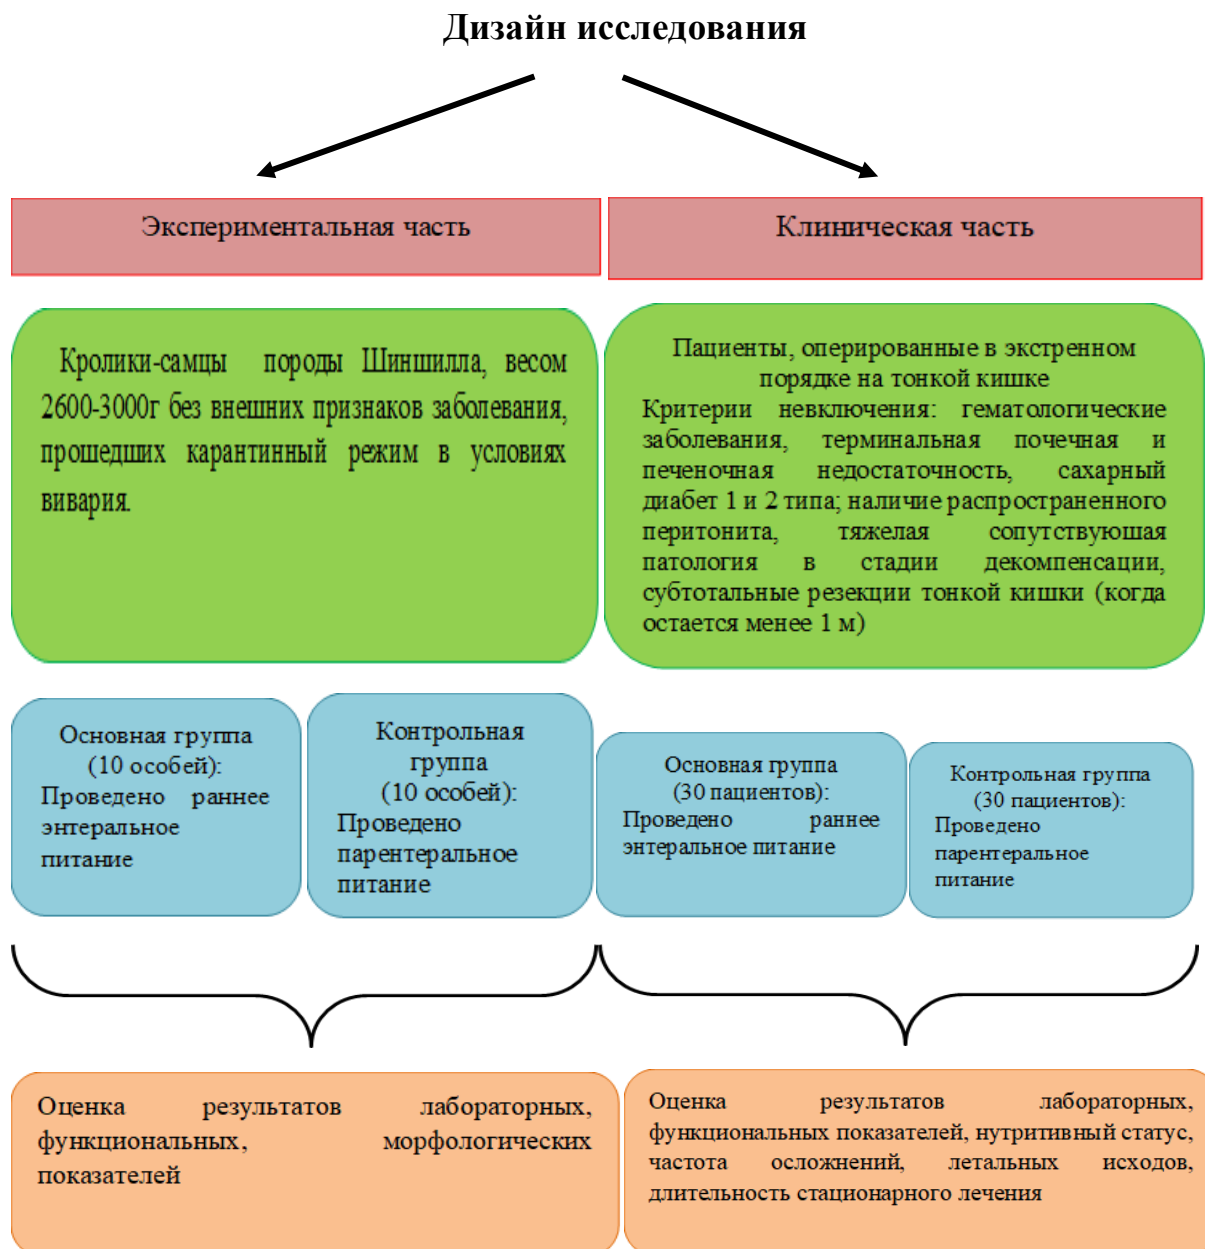 Дизайн исследования
Экспериментальная часть
Клиническая часть
Кролики-самцы породы Шиншилла, весом
2600-3000г без внешних признаков заболевания,
прошедших карантинный режим в условиях
вивария.
Пациенты, оперированные в экстренном
порядке на тонкой кишке
Критерии невключения: гематологические
заболевания, терминальная почечная и
печеночная недостаточность, сахарный
диабет 1 и 2 типа; наличие распространенного
перитонита, тяжелая сопутствующая
патология в стадии декомпенсации,
субтотальные резекции тонкой кишки (когда
остается менее 1 м)
Основная группа
(10 особей):
Проведено раннее
энтеральное
питание
Контрольная
группа
(10 особей):
Проведено
парентеральное
питание
Основная группа
(30 пациентов):
Проведено раннее
энтеральное питание
Контрольная группа
(30 пациентов):
Проведено
парентеральное
питание
Оценка результатов лабораторных,
функциональных, морфологических
показателей
Оценка результатов лабораторных,
функциональных показателей, нутритивный статус,
частота осложнений, летальных исходов,
длительность стационарного лечения